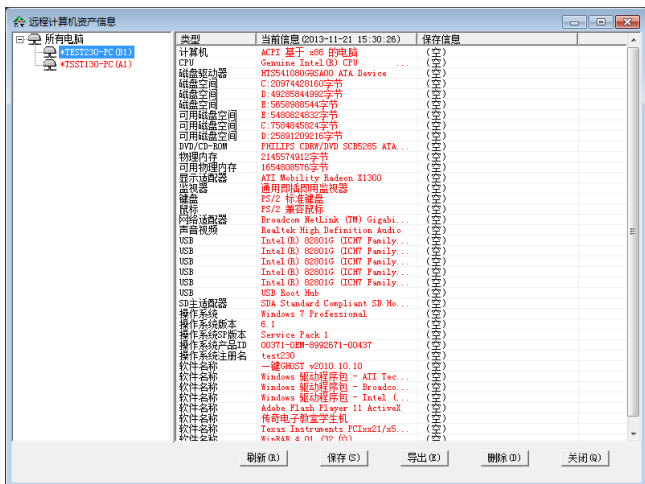 远程计算机资产信息
所有电脑
*TEST230-PC(B1)
*TSST130-PC(A1)
类型 当前信息(2013-11-21 15:30:26) 保存信息
计算机 ACPI 基于 x86 的电脑 (空)
CPU Genuine Intel(R) CPU ... (空)
磁盘驱动器 HTS541080G9SA00 ATA Device (空)
磁盘空间 C:20974428160字节 (空)
磁盘空间 D:49285844992字节 (空)
磁盘空间 E:5658988544字节 (空)
可用磁盘空间 E:5480824832字节 (空)
可用磁盘空间 C:7584845824字节 (空)
可用磁盘空间 D:25891209216字节 (空)
DVD/CD-ROM PHILIPS CDRW/DVD SCB5265 ATA... (空)
物理内存 2145574912字节 (空)
可用物理内存 1654808576字节 (空)
显示适配器 ATI Mobility Radeon X1300 (空)
监视器 通用即插即用监视器 (空)
键盘 PS/2 标准键盘 (空)
鼠标 PS/2 兼容鼠标 (空)
网络适配器 Broadcom NetLink (TM) Gigabi... (空)
声音视频 Realtek High Definition Audio (空)
USB Intel(R) 82801G (ICH7 Family... (空)
USB Intel(R) 82801G (ICH7 Family... (空)
USB Intel(R) 82801G (ICH7 Family... (空)
USB Intel(R) 82801G (ICH7 Family... (空)
USB Intel(R) 82801G (ICH7 Family... (空)
USB USB Root Hub (空)
SD主适配器 SDA Standard Compliant SD Ho... (空)
操作系统 Windows 7 Professional (空)
操作系统版本 6.1 (空)
操作系统SP版本 Service Pack 1 (空)
操作系统产品ID 00371-OEM-8992671-00437 (空)
操作系统注册名 test230 (空)
软件名称 一键GHOST v2010.10.10 (空)
软件名称 Windows 驱动程序包 - ATI Tec... (空)
软件名称 Windows 驱动程序包 - Broadco... (空)
软件名称 Windows 驱动程序包 - Intel (... (空)
软件名称 Adobe Flash Player 11 ActiveX (空)
软件名称 传奇电子教室学生机 (空)
软件名称 Texas Instruments PCIxx21/x5... (空)
软件名称 WinRAR 4.01 (32 位) (空)
刷新(R) 保存(S) 导出(E) 删除(D) 关闭(Q)